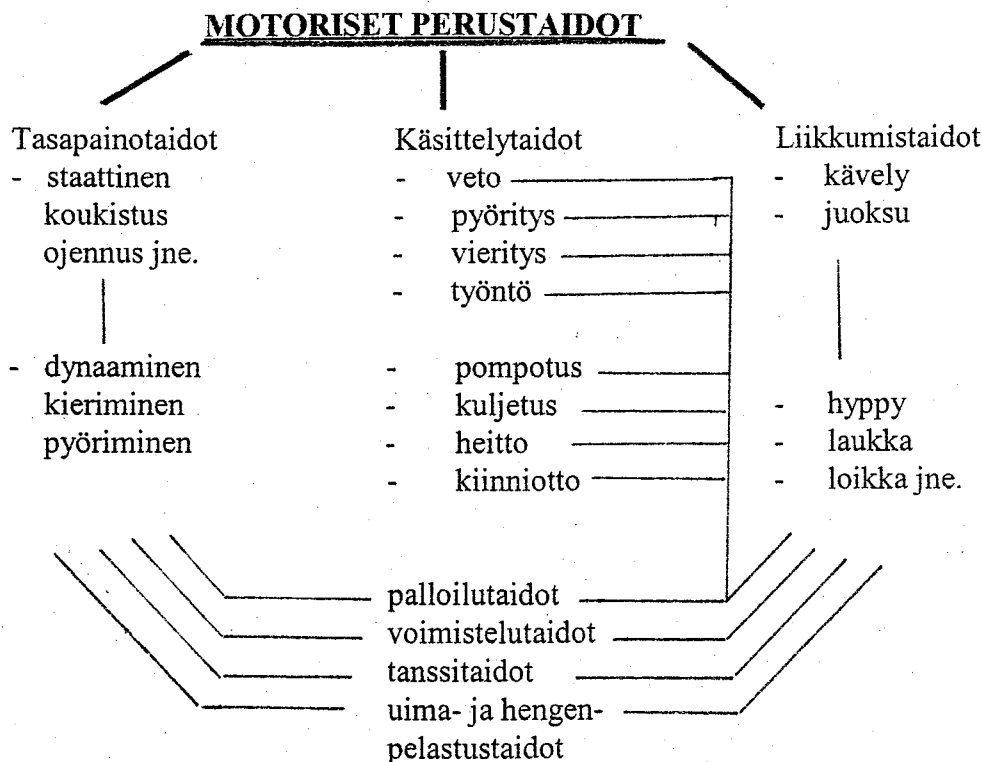 MOTORISET PERUSTAIDOT
Tasapainotaidot
- staattinen
koukistus
ojennus jne.
- dynaaminen
kieriminen
pyöriminen
Käsittelytaidot
- veto
- pyöritys
- vieritys
- työntö
- pompotus
- kuljetus
- heitto
- kiinniotto
Liikkumistaidot
- kävely
- juoksu
- hyppy
- laukka
- loikka jne.
palloilutaidot
voimistelutaidot
tanssitaidot
uima- ja hengen-
pelastustaidot